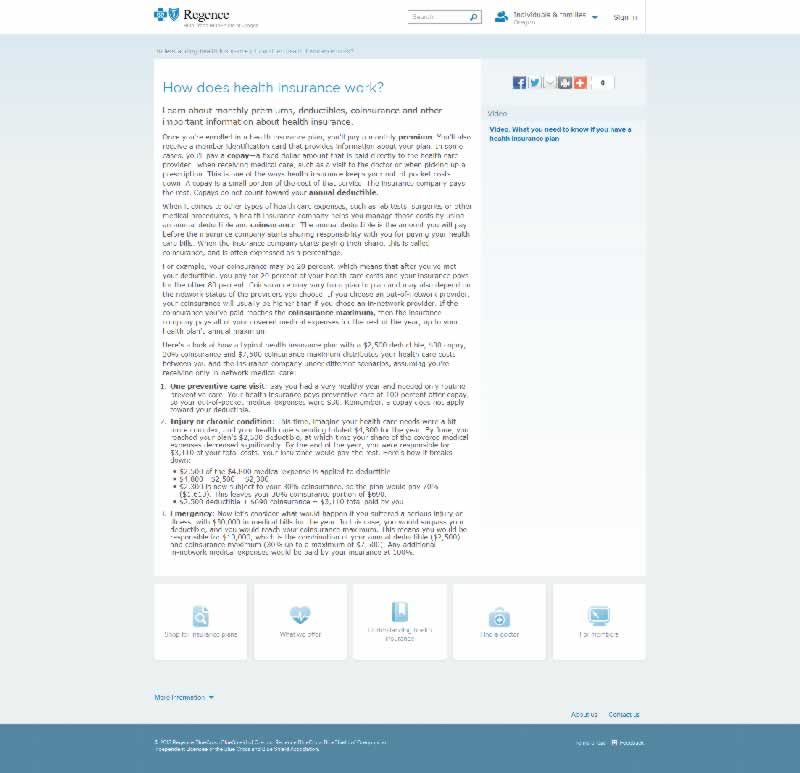 Regence
Search
Individuals & families
Oregon
Sign in
How does health insurance work?
Learn about monthly premiums, deductibles, coinsurance and other
important information about health insurance.
Once you're enrolled in a health insurance plan, you'll pay a monthly premium. You'll also
receive a member identification card that provides information about your plan. In some
cases, you'll pay a copay—a fixed dollar amount that is paid directly to the health care
provider when receiving medical care, such as a visit to the doctor or when picking up a
prescription. This is one of the ways health insurance keeps your out-of-pocket costs
down. A copay is a small portion of the cost of that service. The insurance company pays
the rest. Copays do not count toward your annual deductible.
When it comes to other types of health care expenses, such as lab tests, surgeries or other
medical procedures, a health insurance company helps you manage those costs by using
an annual deductible and coinsurance. The annual deductible is the amount you will pay
before the insurance company starts sharing responsibility with you for paying your health
care bills. When the insurance company starts paying their share, this is called
coinsurance, and is often expressed as a percentage.
For example, your coinsurance may be 20 percent, which means that after you've met
your deductible, you pay for 20 percent of your health care costs and your insurance pays
for the other 80 percent. Coinsurance may vary from plan to plan and may also depend on
the network status of the providers you choose. If you choose an out-of-network provider,
your coinsurance will usually be higher than if you chose an in-network provider. If the
coinsurance you've paid reaches the coinsurance maximum, then the insurance
company pays all of your covered medical expenses for the rest of the year, up to your
health plan's annual maximum.
Here's a look at how a typical health insurance plan with a $2,500 deductible, $30 copay,
30% coinsurance and $7,500 coinsurance maximum distributes your health care costs
between you and the insurance company under different scenarios, assuming you're
receiving only in-network medical care:
1. One preventive care visit: Say you had a very healthy year and needed only routine
preventive care. Your health insurance pays preventive care at 100 percent after copay,
so your out-of-pocket medical expenses were $30. Remember, a copay does not apply
toward your deductible.
2. Injury or chronic condition: This time, imagine your health care needs were a bit
more complex, and your health care spending totaled $4,800 for the year. By June, you
reached your plan's $2,500 deductible, at which time your share of the covered medical
expenses decreased significantly. By the end of the year, you were responsible for
$3,190 of your total costs. Your insurance would pay the rest. Here's how it breaks
down:
• $2,500 of the $4,800 medical expense is applied to deductible
• $4,800 - $2,500 = $2,300
• $2,300 is now subject to your 30% coinsurance, so the plan would pay 70%
($1,610). This leaves your 30% coinsurance portion of $690.
• $2,500 deductible + $690 coinsurance = $3,190 total paid by you
3. Emergency: Now let's consider what would happen if you suffered a serious injury or
illness, with $80,000 in medical bills for the year. In this case, you would surpass your
deductible, and you would reach your coinsurance maximum. This means you would be
responsible for $10,000, which is the combination of your annual deductible ($2,500)
and coinsurance maximum (30% up to a maximum of $7,500). Any additional
in-network medical expenses would be paid by your insurance at 100%.
0
Video
Video. What you need to know if you have a
health insurance plan
Shop for insurance plans
What we offer
Understanding health
insurance
Find a doctor
For members
More information
About us
Contact us
Terms of use
Feedback